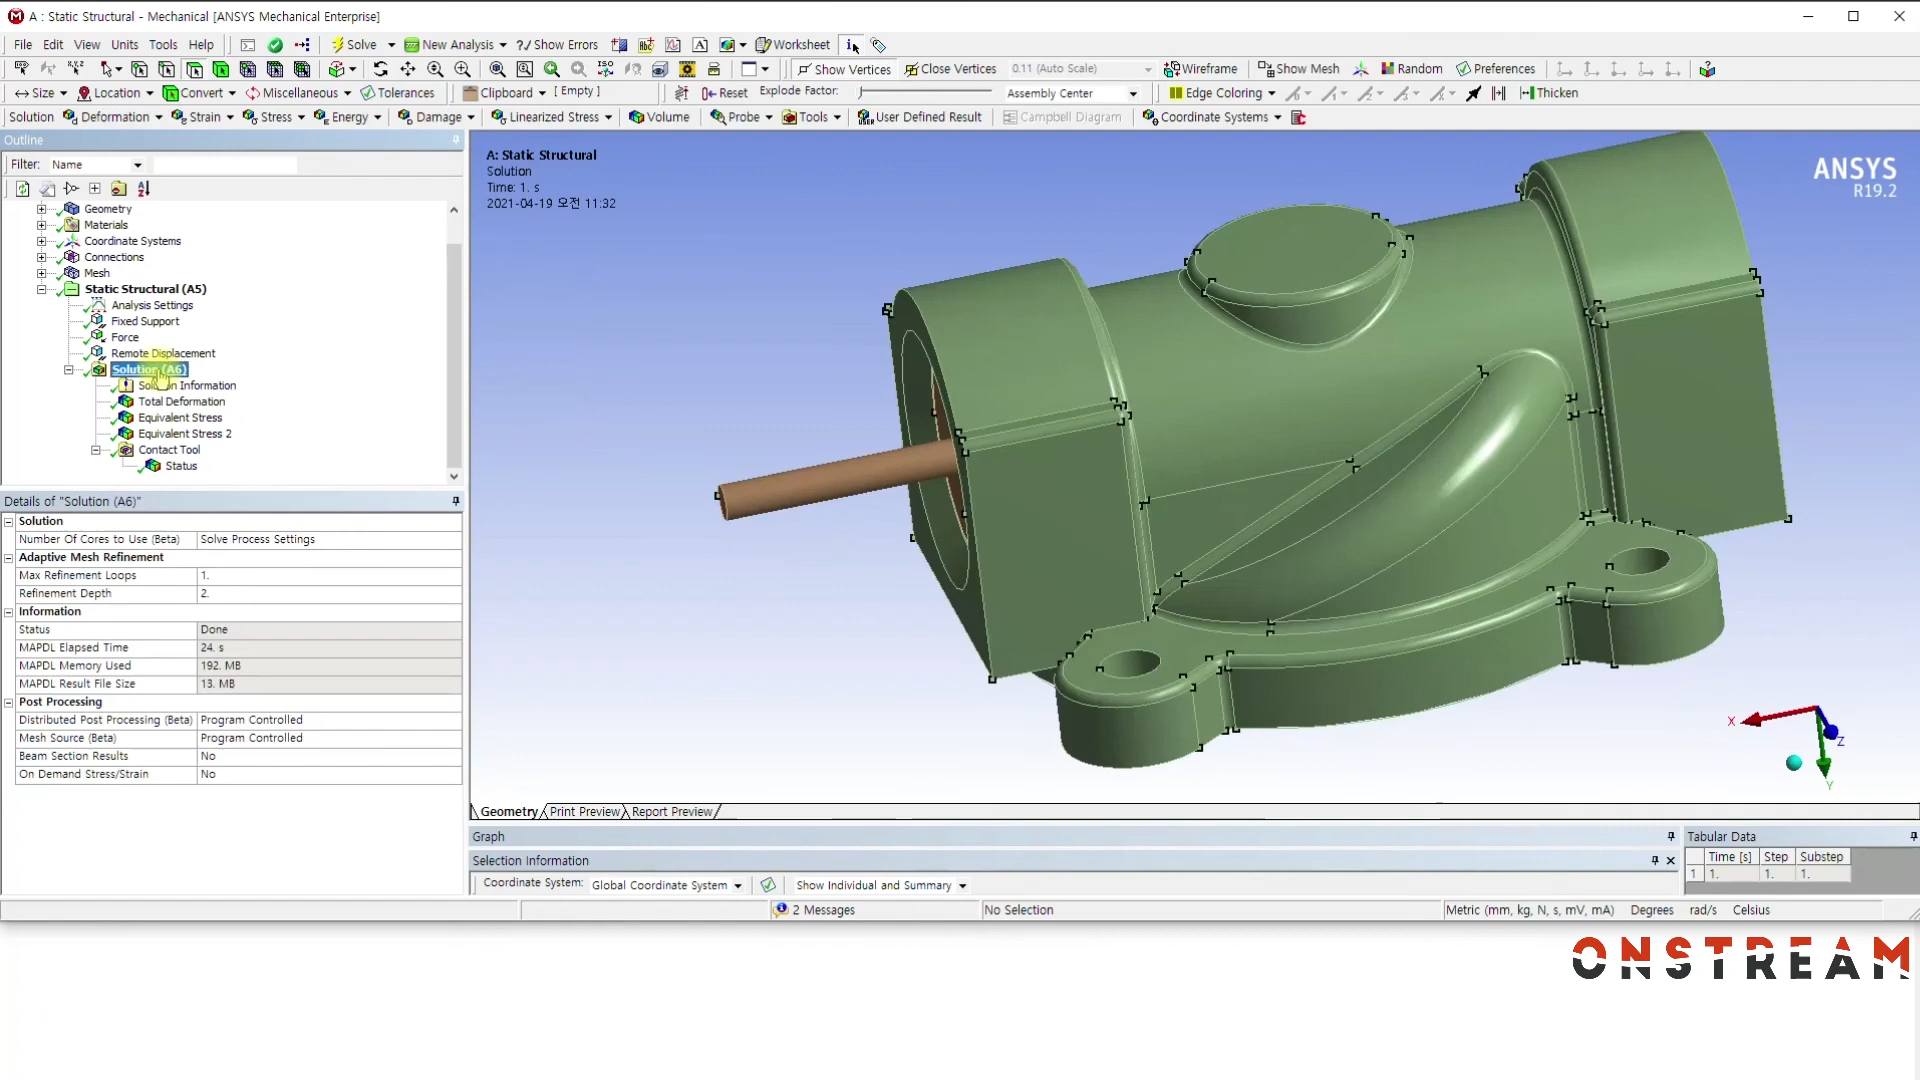 A : Static Structural - Mechanical [ANSYS Mechanical Enterprise]
File Edit View Units Tools Help Solve New Analysis ?/ Show Errors Worksheet
Show Vertices Close Vertices 0.11 (Auto Scale) Wireframe Show Mesh Random Preferences
Size Location Convert Miscellaneous Tolerances Clipboard [ Empty ] Reset Explode Factor: Assembly Center Edge Coloring Thicken
Solution Deformation Strain Stress Energy Damage Linearized Stress Volume Probe Tools User Defined Result Campbell Diagram Coordinate Systems
Outline
Filter: Name
Geometry
Materials
Coordinate Systems
Connections
Mesh
Static Structural (A5)
Analysis Settings
Fixed Support
Force
Remote Displacement
Solution (A6)
Solution Information
Total Deformation
Equivalent Stress
Equivalent Stress 2
Contact Tool
Status
Details of "Solution (A6)"
Solution
Number Of Cores to Use (Beta) Solve Process Settings
Adaptive Mesh Refinement
Max Refinement Loops 1.
Refinement Depth 2.
Information
Status Done
MAPDL Elapsed Time 24. s
MAPDL Memory Used 192. MB
MAPDL Result File Size 13. MB
Post Processing
Distributed Post Processing (Beta) Program Controlled
Mesh Source (Beta) Program Controlled
Beam Section Results No
On Demand Stress/Strain No
A: Static Structural
Solution
Time: 1. s
2021-04-19 오전 11:32
ANSYS
R19.2
X
Z
Y
Geometry Print Preview Report Preview
Graph
Tabular Data
Time [s] Step Substep
1 1. 1. 1.
Selection Information
Coordinate System: Global Coordinate System Show Individual and Summary
2 Messages No Selection Metric (mm, kg, N, s, mV, mA) Degrees rad/s Celsius
ONSTREAM